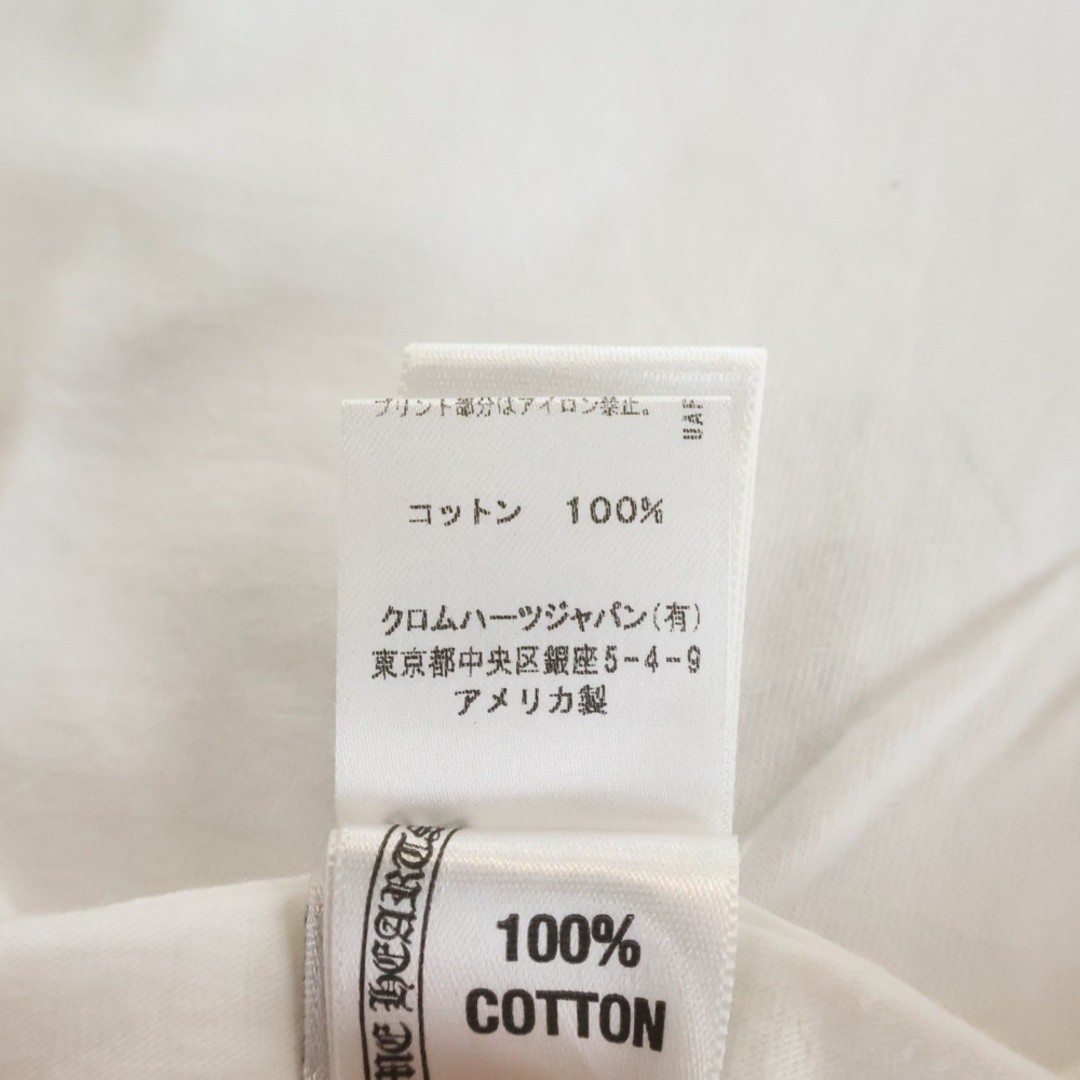 プリント部分はアイロン禁止。
コットン 100%
クロムハーツジャパン(有)
東京都中央区銀座5-4-9
アメリカ製
HEARTS
100%
COTTON